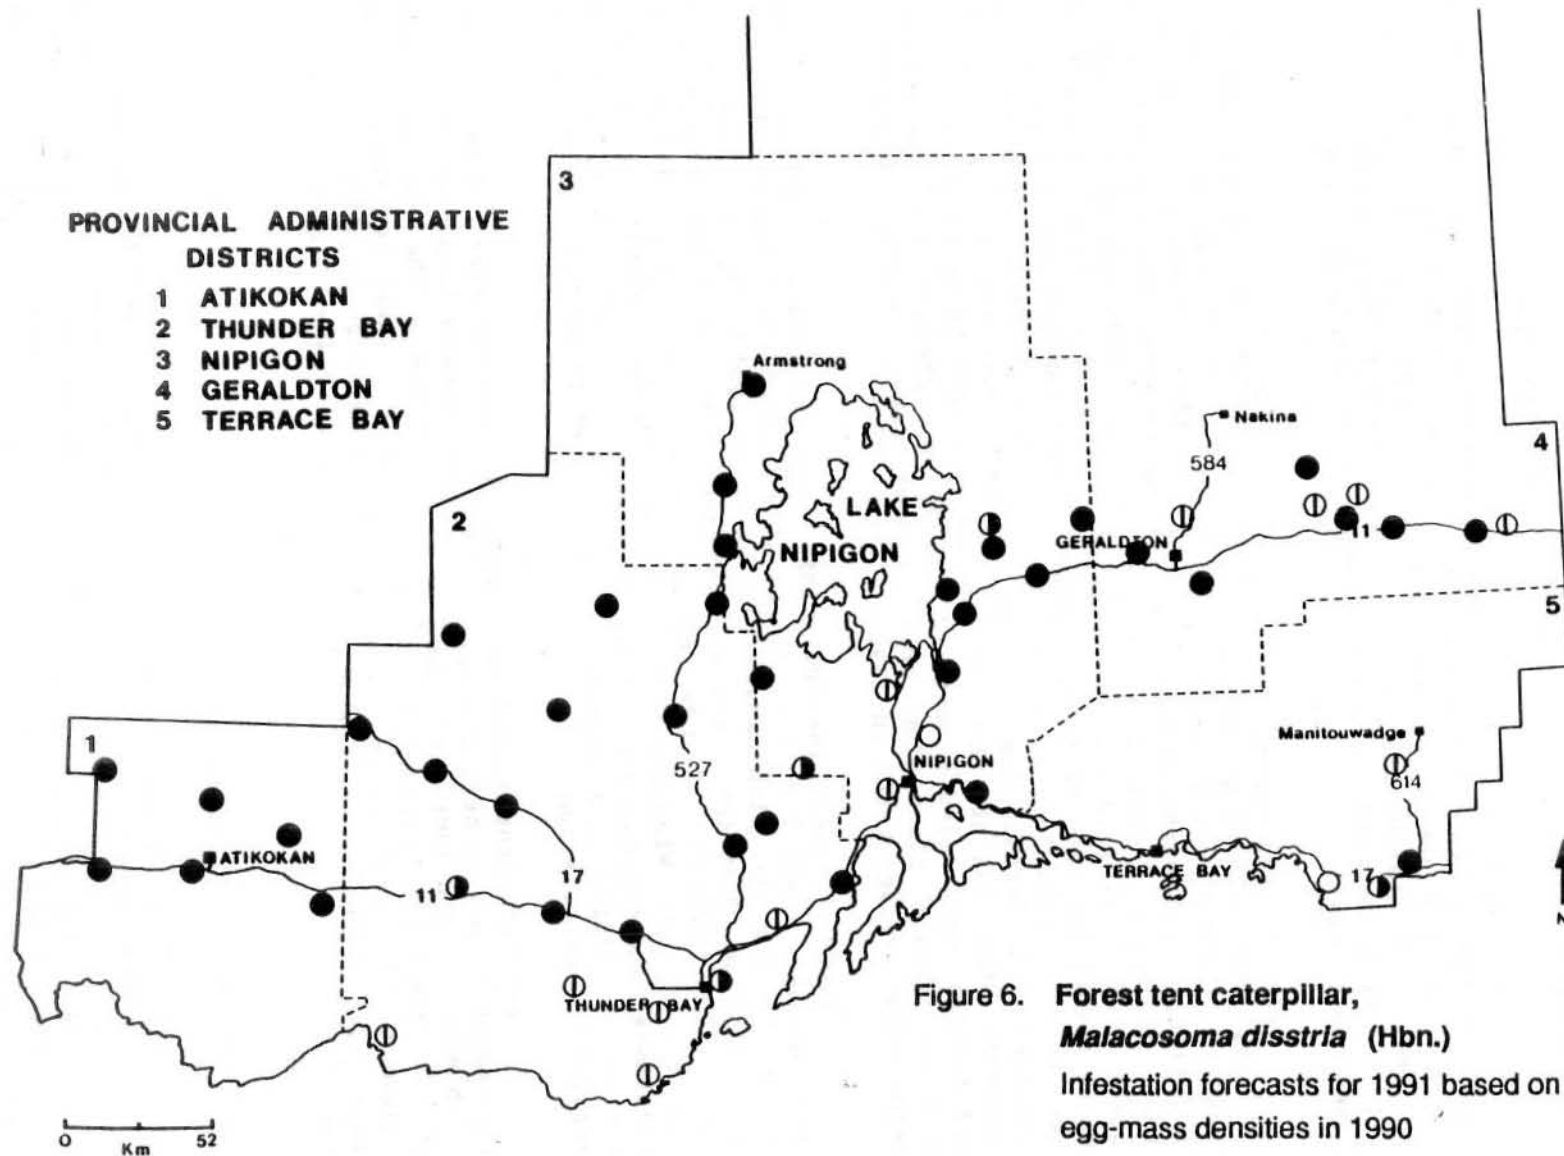 3
PROVINCIAL ADMINISTRATIVE
DISTRICTS
1 ATIKOKAN
2 THUNDER BAY
3 NIPIGON
4 GERALDTON
5 TERRACE BAY
Armstrong
Nakina
4
584
2
LAKE
NIPIGON
GERALDTON
11
5
1
527
NIPIGON
Manitouwadge
614
ATIKOKAN
17
11
TERRACE BAY
17
N
THUNDER BAY
Figure 6. Forest tent caterpillar,
Malacosoma disstria (Hbn.)
Infestation forecasts for 1991 based on
egg-mass densities in 1990
0 52
Km